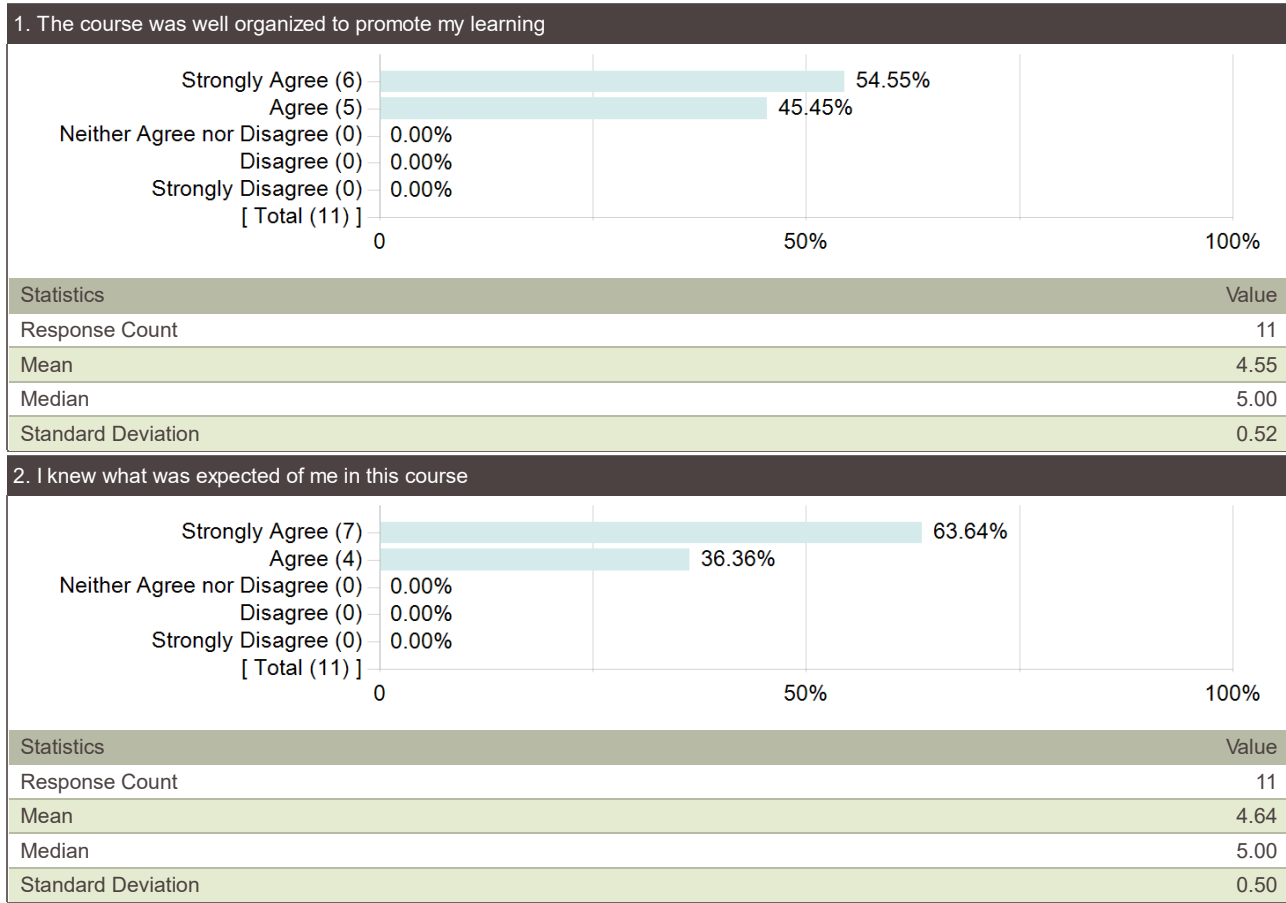 1. The course was well organized to promote my learning
Strongly Agree (6) 54.55%
Agree (5) 45.45%
Neither Agree nor Disagree (0) 0.00%
Disagree (0) 0.00%
Strongly Disagree (0) 0.00%
[ Total (11) ]
0 50% 100%
Statistics Value
Response Count 11
Mean 4.55
Median 5.00
Standard Deviation 0.52
2. I knew what was expected of me in this course
Strongly Agree (7) 63.64%
Agree (4) 36.36%
Neither Agree nor Disagree (0) 0.00%
Disagree (0) 0.00%
Strongly Disagree (0) 0.00%
[ Total (11) ]
0 50% 100%
Statistics Value
Response Count 11
Mean 4.64
Median 5.00
Standard Deviation 0.50